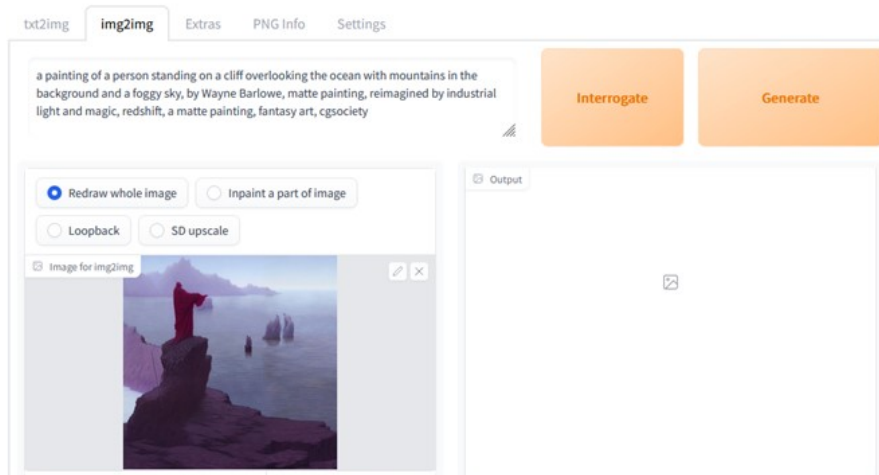 txt2img img2img Extras PNG Info Settings
a painting of a person standing on a cliff overlooking the ocean with mountains in the
background and a foggy sky, by Wayne Barlowe, matte painting, reimagined by industrial
light and magic, redshift, a matte painting, fantasy art, cgsociety
Interrogate
Generate
Redraw whole image Inpaint a part of image
Loopback SD upscale
Image for img2img
Output